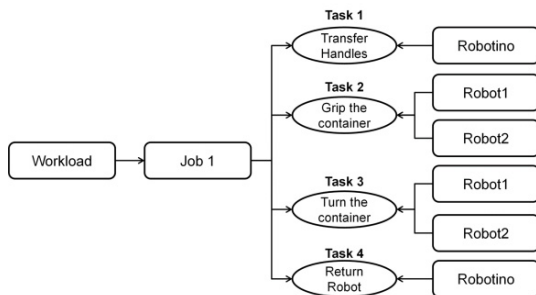 Task 1
Transfer
Handles
Robotino
Task 2
Grip the
container
Robot1
Robot2
Workload
Job 1
Task 3
Turn the
container
Robot1
Robot2
Task 4
Return
Robot
Robotino